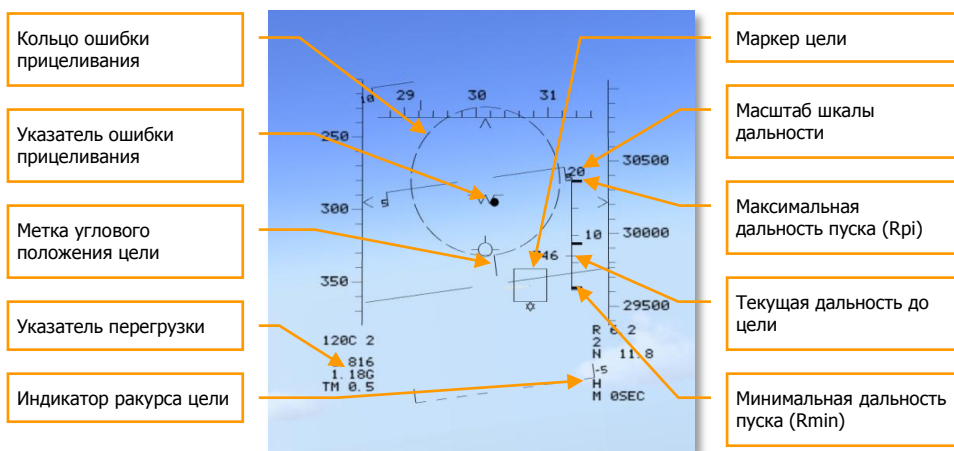 Кольцо ошибки
прицеливания
Указатель ошибки
прицеливания
Метка углового
положения цели
Указатель перегрузки
Индикатор ракурса цели
10 29 30 31
250
300
350
5
5
20
10
30500
30000
29500
120C 2
816
1.18G
TM 0.5
R 6.2
2
N 11.8
-5
H
M 0SEC
Маркер цели
Масштаб шкалы
дальности
Максимальная
дальность пуска (Rpi)
Текущая дальность до
цели
Минимальная дальность
пуска (Rmin)